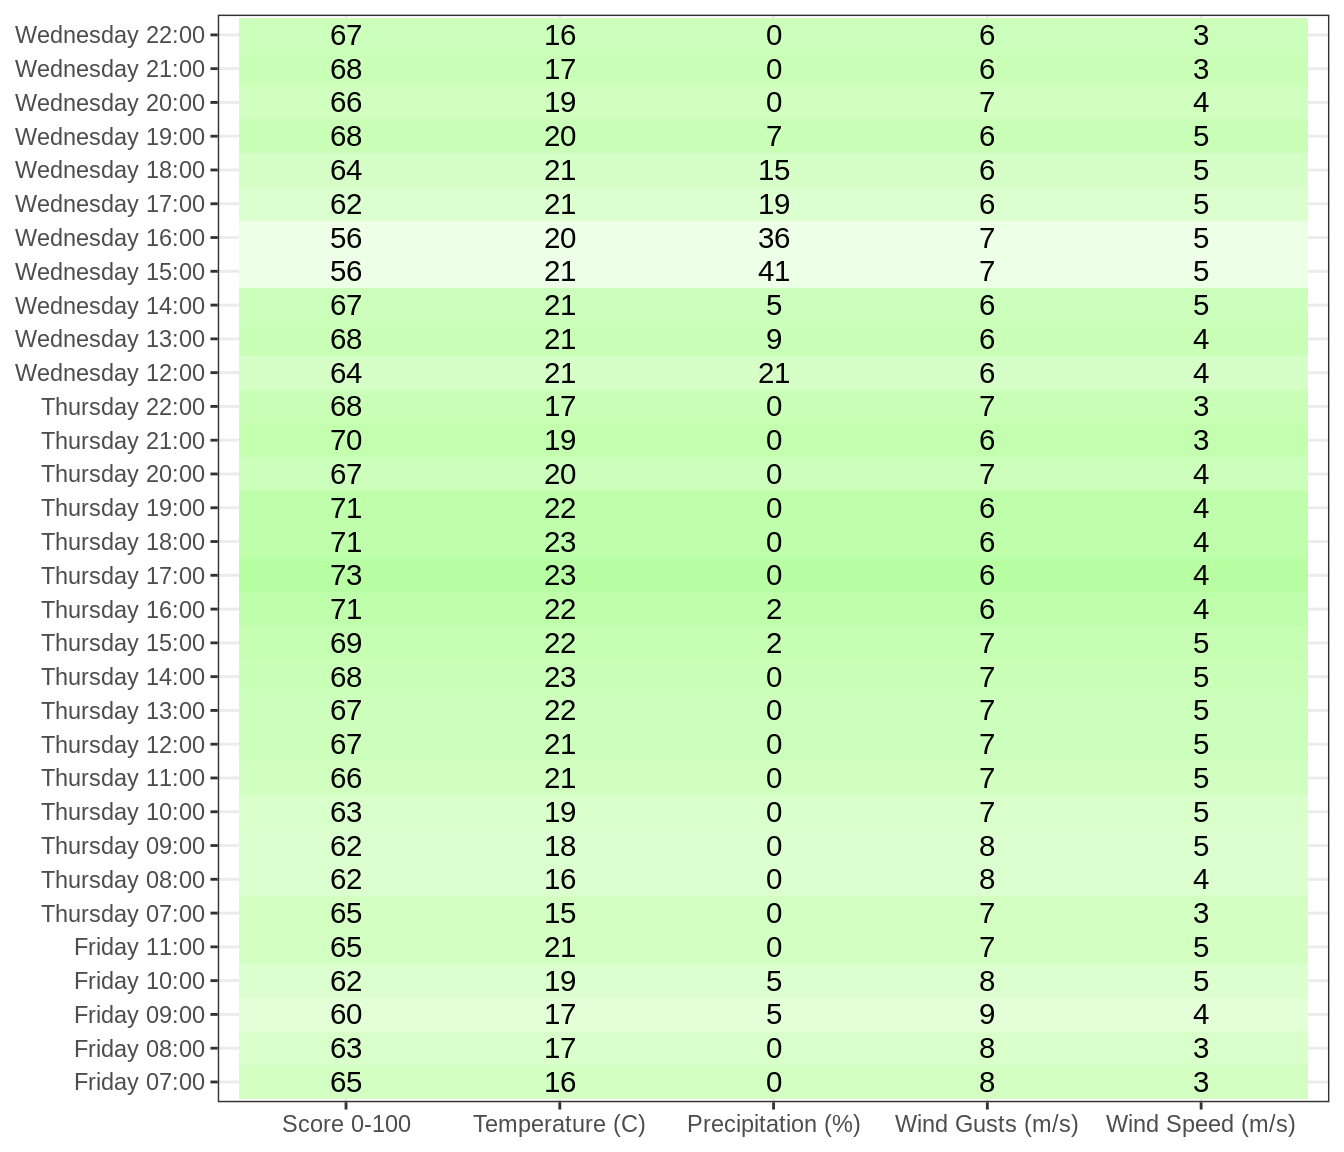 Wednesday 22:00 67 16 0 6 3
Wednesday 21:00 68 17 0 6 3
Wednesday 20:00 66 19 0 7 4
Wednesday 19:00 68 20 7 6 5
Wednesday 18:00 64 21 15 6 5
Wednesday 17:00 62 21 19 6 5
Wednesday 16:00 56 20 36 7 5
Wednesday 15:00 56 21 41 7 5
Wednesday 14:00 67 21 5 6 5
Wednesday 13:00 68 21 9 6 4
Wednesday 12:00 64 21 21 6 4
Thursday 22:00 68 17 0 7 3
Thursday 21:00 70 19 0 6 3
Thursday 20:00 67 20 0 7 4
Thursday 19:00 71 22 0 6 4
Thursday 18:00 71 23 0 6 4
Thursday 17:00 73 23 0 6 4
Thursday 16:00 71 22 2 6 4
Thursday 15:00 69 22 2 7 5
Thursday 14:00 68 23 0 7 5
Thursday 13:00 67 22 0 7 5
Thursday 12:00 67 21 0 7 5
Thursday 11:00 66 21 0 7 5
Thursday 10:00 63 19 0 7 5
Thursday 09:00 62 18 0 8 5
Thursday 08:00 62 16 0 8 4
Thursday 07:00 65 15 0 7 3
Friday 11:00 65 21 0 7 5
Friday 10:00 62 19 5 8 5
Friday 09:00 60 17 5 9 4
Friday 08:00 63 17 0 8 3
Friday 07:00 65 16 0 8 3
Score 0-100 Temperature (C) Precipitation (%) Wind Gusts (m/s) Wind Speed (m/s)